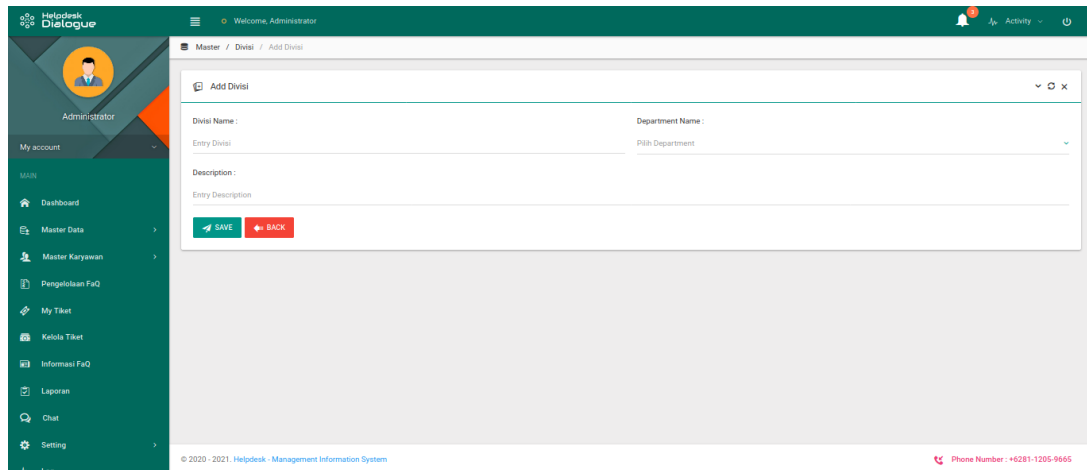 Helpdesk
Dialogue
Welcome, Administrator
3
Activity
Master / Divisi / Add Divisi
Administrator
My account
MAIN
Dashboard
Master Data
Master Karyawan
Pengelolaan FaQ
My Tiket
Kelola Tiket
Informasi FaQ
Laporan
Chat
Setting
Add Divisi
Divisi Name :
Entry Divisi
Department Name :
Pilih Department
Description :
Entry Description
SAVE
BACK
© 2020 - 2021. Helpdesk - Management Information System
Phone Number : +6281-1205-9665